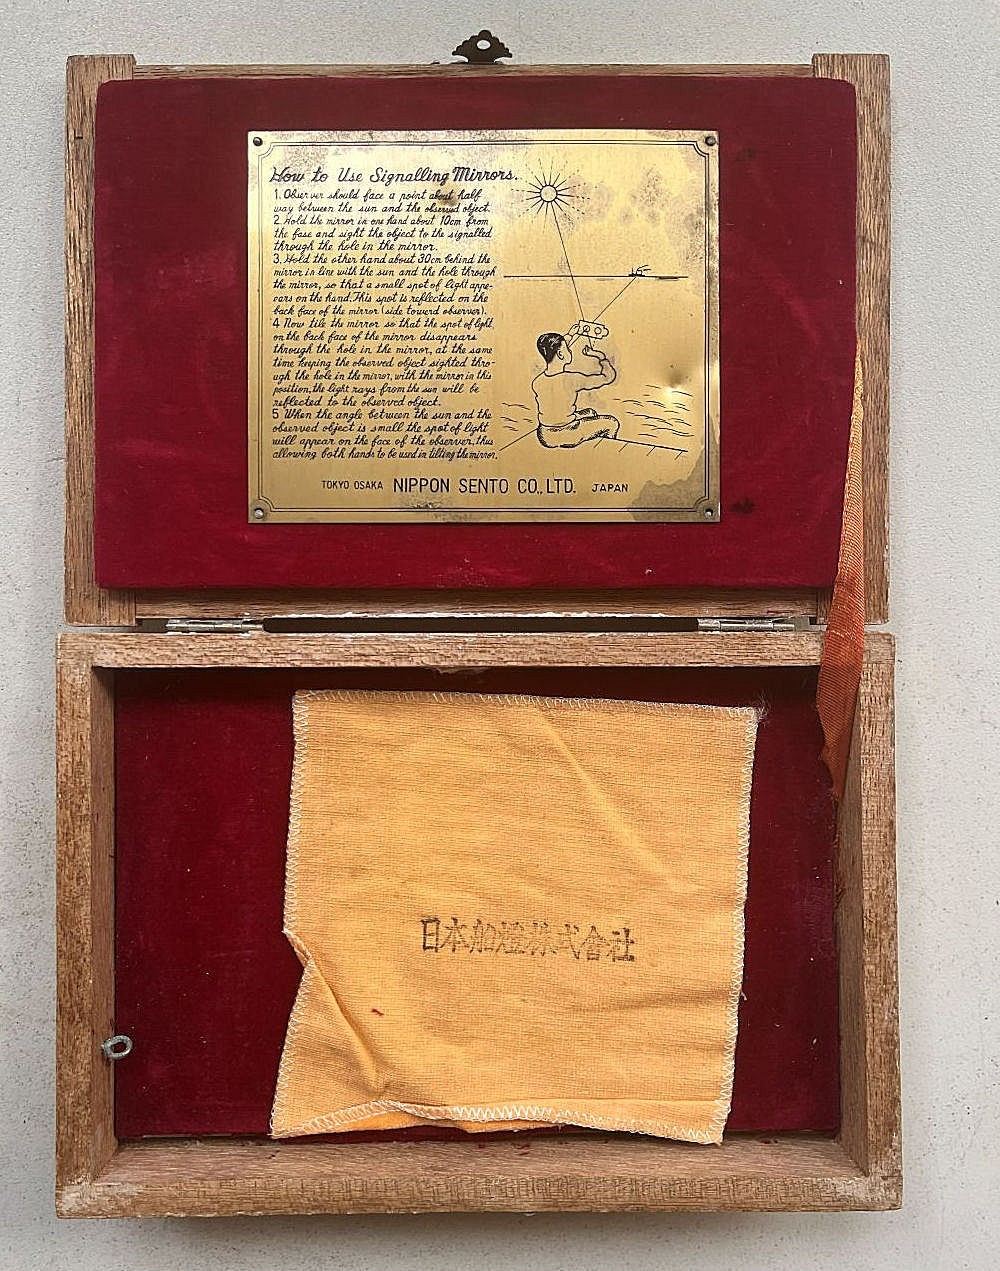 How to Use Signalling Mirrors.
1. Observer should face a point about half
way between the sun and the observed object.
2. Hold the mirror in one hand about 10cm from
the fase and sight the object to the signalled
through the hole in the mirror.
3. Hold the other hand about 30cm behind the
mirror in line with the sun and the hole through
the mirror, so that a small spot of light appe-
ears on the hand. This spot is reflected on the
back face of the mirror (side toward observer).
4 Now tile the mirror so that the spot of light,
on the back face of the mirror disappears
through the hole in the mirror, at the same
time keeping the observed object sighted thro-
ugh the hole in the mirror, with the mirror in this
position, the light rays from the sun will be
reflected to the observed object.
5 When the angle between the sun and the
observed object is small the spot of light
will appear on the face of the observer, thus
allowing both hands to be used in tilting the mirror.
TOKYO OSAKA NIPPON SENTO CO., LTD. JAPAN
日本船燈株式會社